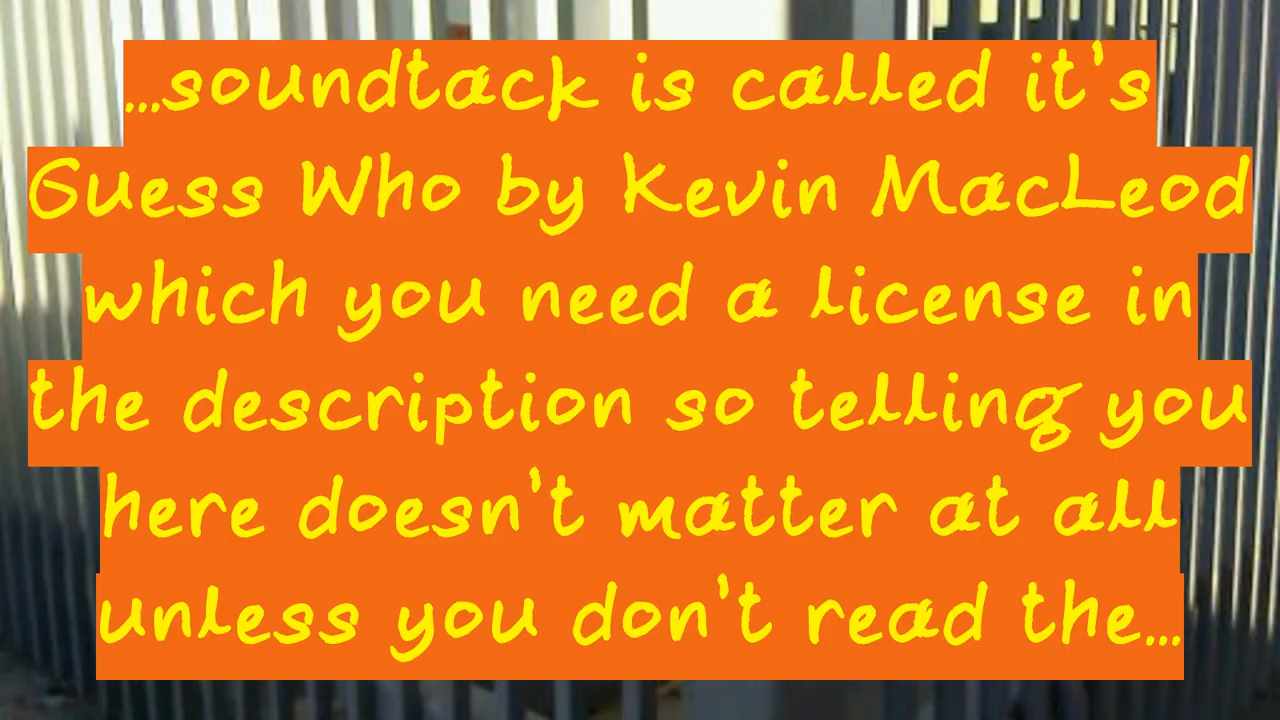 ...soundtack is called it's
Guess Who by Kevin MacLeod
which you need a license in
the description so telling you
here doesn't matter at all
unless you don't read the...